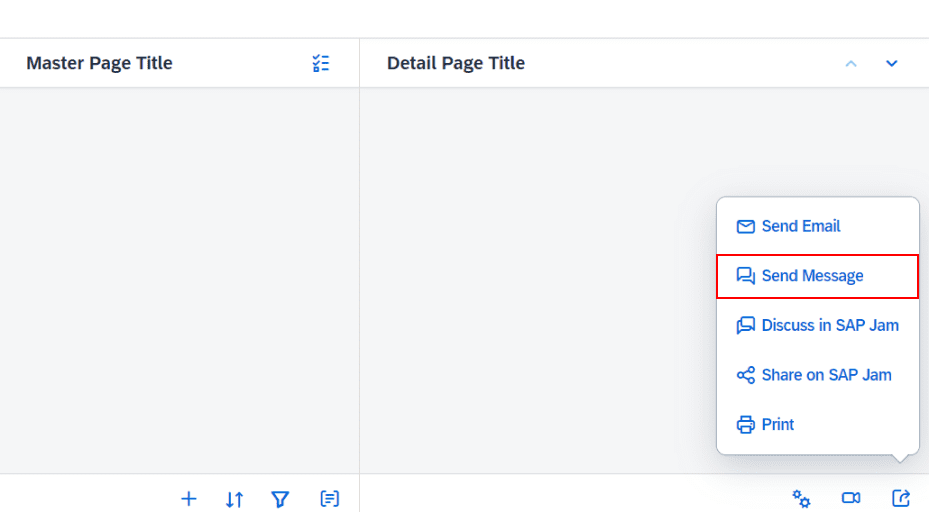 Master Page Title
Detail Page Title
Send Email
Send Message
Discuss in SAP Jam
Share on SAP Jam
Print